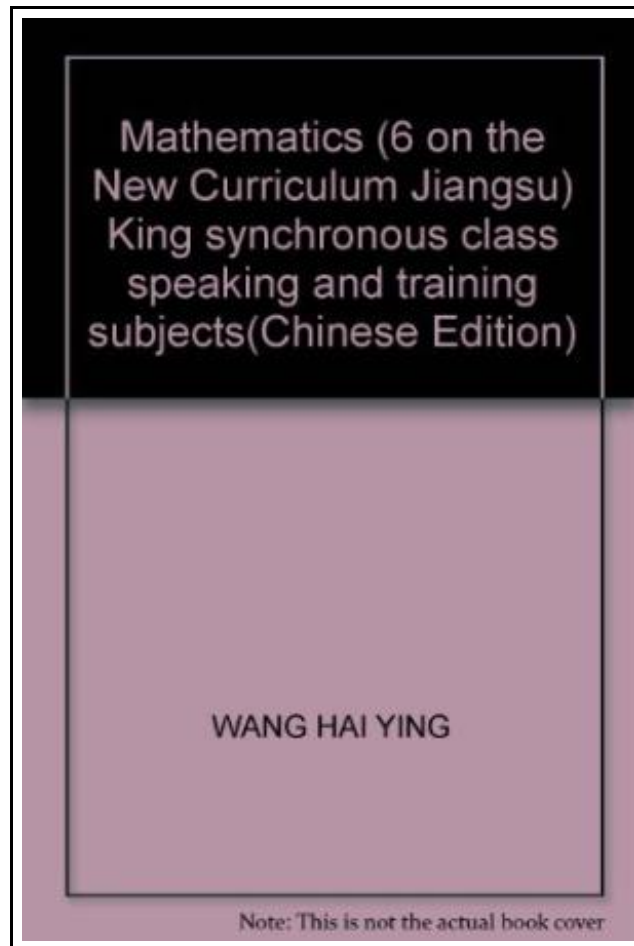 Mathematics (6 on the
New Curriculum Jiangsu)
King synchronous class
speaking and training
subjects(Chinese Edition)
WANG HAI YING
Note: This is not the actual book cover